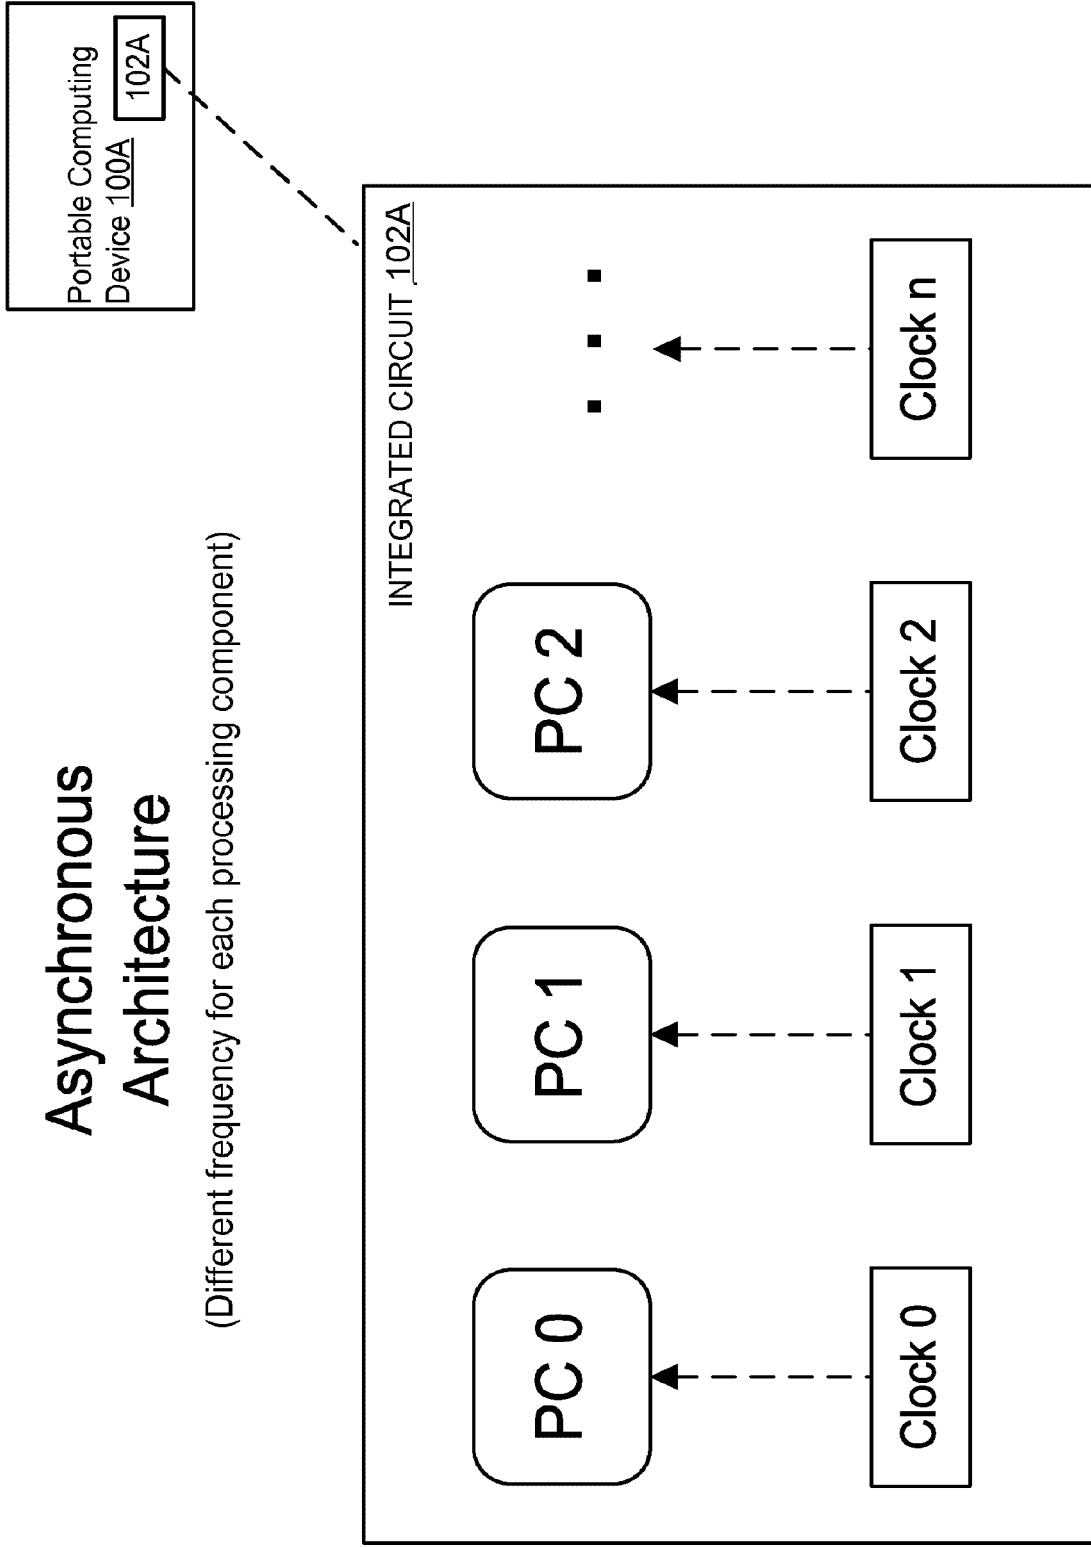 Asynchronous
Architecture
(Different frequency for each processing component)
Portable Computing
Device 100A
102A
INTEGRATED CIRCUIT 102A
PC 0
PC 1
PC 2
Clock 0
Clock 1
Clock 2
Clock n